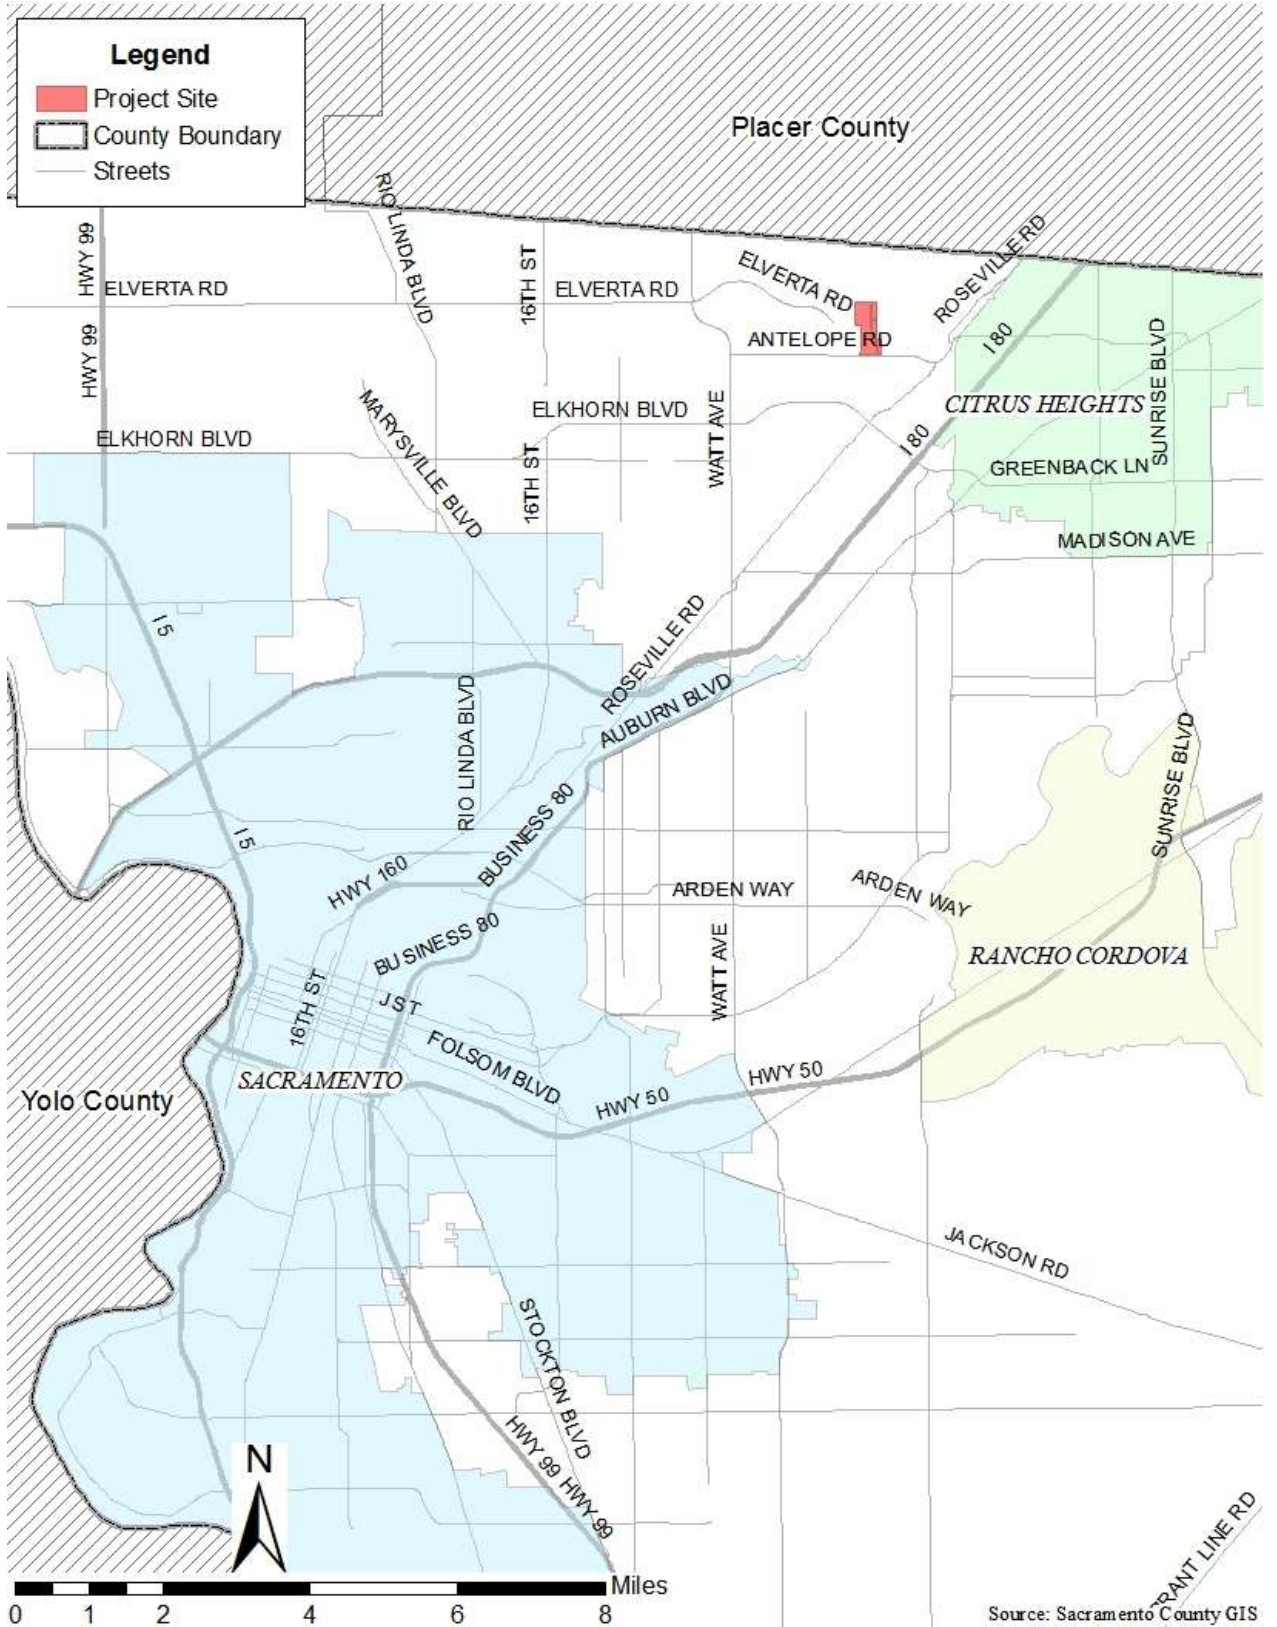 Legend
Project Site
County Boundary
Streets
Placer County
RIO LINDA BLVD
HWY 99
16TH ST
ELVERTA RD
ROSEVILLE RD
ELVERTA RD
ELVERTA RD
HWY 99
ANTELOPE RD
I 80
SUNRISE BLVD
MARYSVILLE BLVD
ELKHORN BLVD
WATT AVE
CITRUS HEIGHTS
ELKHORN BLVD
16TH ST
I 80
GREENBACK LN
MADISON AVE
I 5
ROSEVILLE RD
RIO LINDA BLVD
AUBURN BLVD
SUNRISE BLVD
I 5
BUSINESS 80
HWY 160
ARDEN WAY
ARDEN WAY
BUSINESS 80
WATT AVE
RANCHO CORDOVA
16TH ST
J ST
FOLSOM BLVD
SACRAMENTO
HWY 50
HWY 50
Yolo County
JACKSON RD
STOCKTON BLVD
HWY 99
HWY 99
N
RANT LINE RD
Miles
0 1 2 4 6 8
Source: Sacramento County GIS